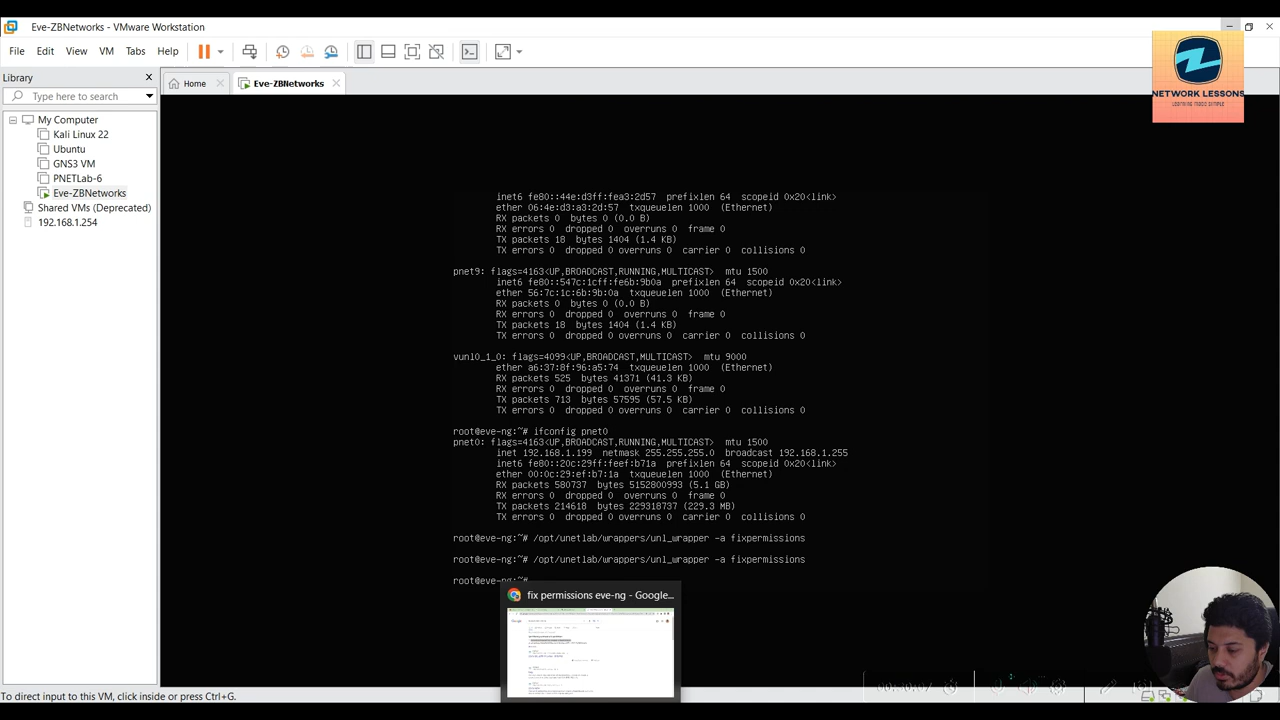 Eve-ZBNetworks - VMware Workstation
File Edit View VM Tabs Help
Library
Type here to search
My Computer
Kali Linux 22
Ubuntu
GNS3 VM
PNETLab-6
Eve-ZBNetworks
Shared VMs (Deprecated)
192.168.1.254
Home
Eve-ZBNetworks
NETWORK LESSONS
LEARNING MADE SIMPLE
inet6 fe80::44e:d3ff:fea3:2d57 prefixlen 64 scopeid 0x20<link>
ether 06:4e:d3:a3:2d:57 txqueuelen 1000 (Ethernet)
RX packets 0 bytes 0 (0.0 B)
RX errors 0 dropped 0 overruns 0 frame 0
TX packets 18 bytes 1404 (1.4 KB)
TX errors 0 dropped 0 overruns 0 carrier 0 collisions 0
pnet9: flags=4163<UP,BROADCAST,RUNNING,MULTICAST> mtu 1500
inet6 fe80::547c:1cff:fe6b:9b0a prefixlen 64 scopeid 0x20<link>
ether 56:7c:1c:6b:9b:0a txqueuelen 1000 (Ethernet)
RX packets 0 bytes 0 (0.0 B)
RX errors 0 dropped 0 overruns 0 frame 0
TX packets 18 bytes 1404 (1.4 KB)
TX errors 0 dropped 0 overruns 0 carrier 0 collisions 0
vunl0_1_0: flags=4099<UP,BROADCAST,MULTICAST> mtu 9000
ether a6:37:8f:96:a5:74 txqueuelen 1000 (Ethernet)
RX packets 525 bytes 41371 (41.3 KB)
RX errors 0 dropped 0 overruns 0 frame 0
TX packets 713 bytes 57595 (57.5 KB)
TX errors 0 dropped 0 overruns 0 carrier 0 collisions 0
root@eve-ng:~# ifconfig pnet0
pnet0: flags=4163<UP,BROADCAST,RUNNING,MULTICAST> mtu 1500
inet 192.168.1.199 netmask 255.255.255.0 broadcast 192.168.1.255
inet6 fe80::20c:29ff:feef:b71a prefixlen 64 scopeid 0x20<link>
ether 00:0c:29:ef:b7:1a txqueuelen 1000 (Ethernet)
RX packets 580737 bytes 5152800993 (5.1 GB)
RX errors 0 dropped 0 overruns 0 frame 0
TX packets 214618 bytes 229318737 (229.3 MB)
TX errors 0 dropped 0 overruns 0 carrier 0 collisions 0
root@eve-ng:~# /opt/unetlab/wrappers/unl_wrapper -a fixpermissions
root@eve-ng:~# /opt/unetlab/wrappers/unl_wrapper -a fixpermissions
root@eve-ng:~#
fix permissions eve-ng - Google...
To direct input to the VM, click inside or press Ctrl+G.